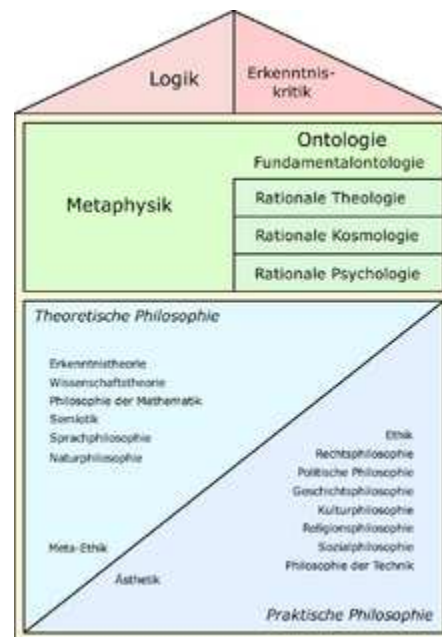 Logik
Erkenntnis-
kritik
Ontologie
Fundamentalontologie
Metaphysik
Rationale Theologie
Rationale Kosmologie
Rationale Psychologie
Theoretische Philosophie
Erkenntnistheorie
Wissenschaftstheorie
Philosophie der Mathematik
Semiotik
Sprachphilosophie
Naturphilosophie
Meta-Ethik
Ästhetik
Ethik
Rechtsphilosophie
Politische Philosophie
Geschichtsphilosophie
Kulturphilosophie
Religionsphilosophie
Sozialphilosophie
Philosophie der Technik
Praktische Philosophie